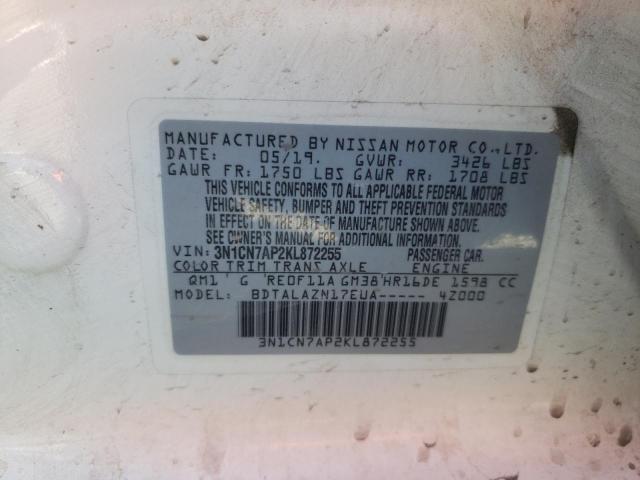 MANUFACTURED BY NISSAN MOTOR CO.,LTD.
DATE: 05/19. GVWR: 3426 LBS
GAWR FR: 1750 LBS GAWR RR: 1708 LBS
THIS VEHICLE CONFORMS TO ALL APPLICABLE FEDERAL MOTOR
VEHICLE SAFETY, BUMPER AND THEFT PREVENTION STANDARDS
IN EFFECT ON THE DATE OF MANUFACTURE SHOWN ABOVE.
SEE OWNER'S MANUAL FOR ADDITIONAL
VIN: 3N1CN7AP2KL872255 PASSENGER CAR.
COLOR TRIM TRANS AXLE ENGINE
QM1 G RE0F11A GM38 HR16DE 1598 CC
MODEL: BDTALAZN17EUA----- 4Z000
3N1CN7AP2KL872255